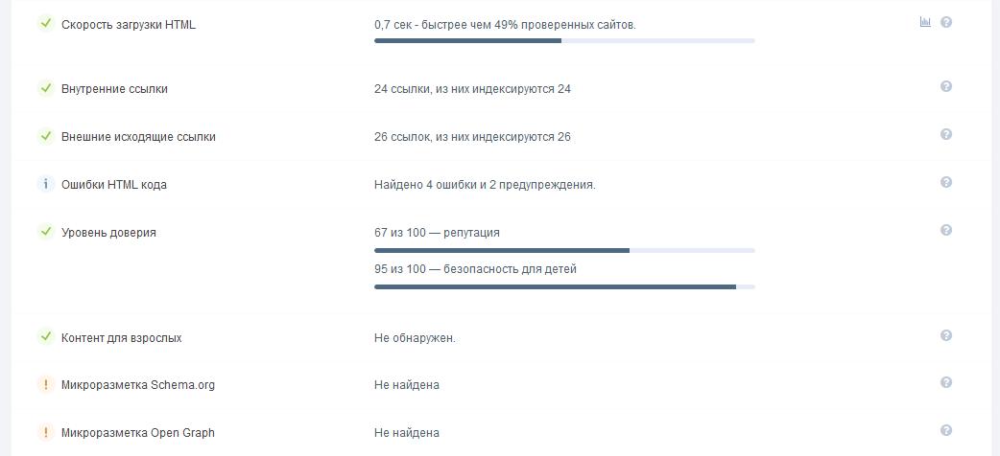 Скорость загрузки HTML
0,7 сек - быстрее чем 49% проверенных сайтов.
Внутренние ссылки
24 ссылки, из них индексируются 24
Внешние исходящие ссылки
26 ссылок, из них индексируются 26
Ошибки HTML кода
Найдено 4 ошибки и 2 предупреждения.
Уровень доверия
67 из 100 — репутация
95 из 100 — безопасность для детей
Контент для взрослых
Не обнаружен.
Микроразметка Schema.org
Не найдена
Микроразметка Open Graph
Не найдена